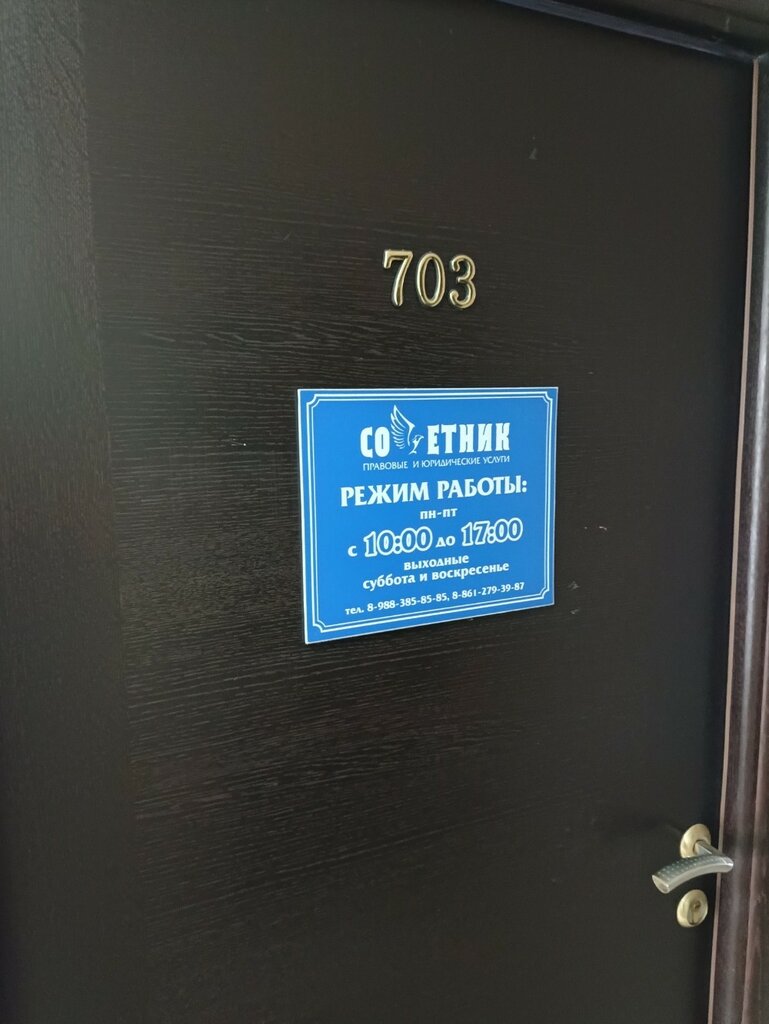 703
СОВЕТНИК
ПРАВОВЫЕ И ЮРИДИЧЕСКИЕ УСЛУГИ
РЕЖИМ РАБОТЫ:
пн-пт
с 10:00 до 17:00
выходные
суббота и воскресенье
тел. 8-988-385-85-85, 8-861-279-39-87